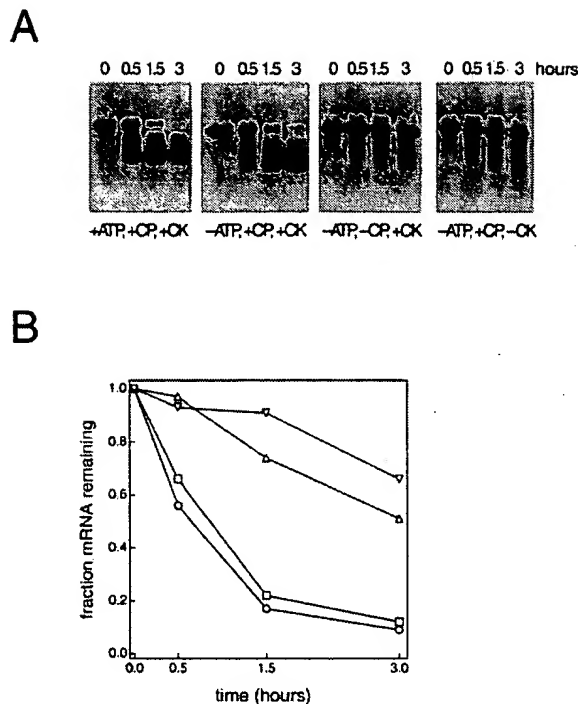 A
0 0.5 1.5 3 0 0.5 1.5 3 0 0.5 1.5 3 0 0.5 1.5 3 hours
+ATP, +CP, +CK –ATP, +CP, +CK –ATP, –CP, +CK –ATP, +CP, –CK
B
1.0
0.8
0.6
0.4
0.2
0.0
0.0 0.5 1.5 3.0
fraction mRNA remaining
time (hours)